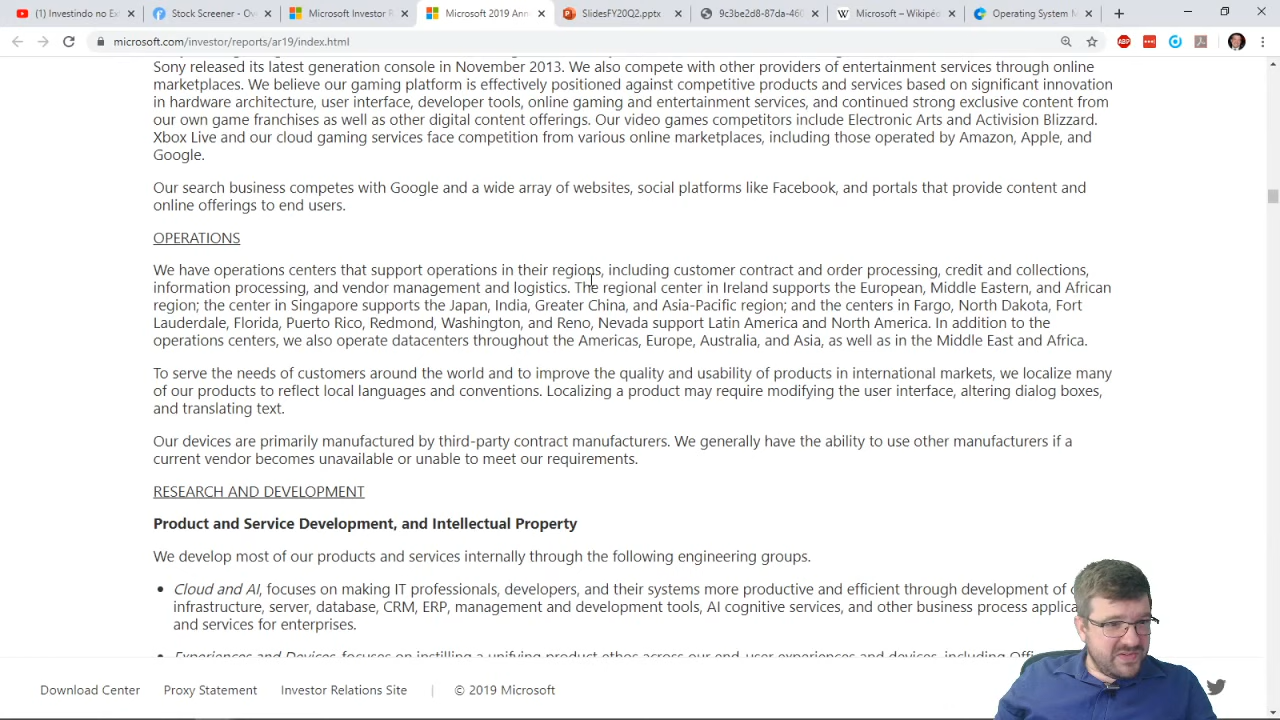 (1) Investindo no Ex
Stock Screener - Ov
Microsoft Investor R
Microsoft 2019 Ann
SlidesFY20Q2.pptx
9c3be2d8-87da-460
Microsoft – Wikipé
Operating System M
microsoft.com/investor/reports/ar19/index.html
Sony released its latest generation console in November 2013. We also compete with other providers of entertainment services through online
marketplaces. We believe our gaming platform is effectively positioned against competitive products and services based on significant innovation
in hardware architecture, user interface, developer tools, online gaming and entertainment services, and continued strong exclusive content from
our own game franchises as well as other digital content offerings. Our video games competitors include Electronic Arts and Activision Blizzard.
Xbox Live and our cloud gaming services face competition from various online marketplaces, including those operated by Amazon, Apple, and
Google.
Our search business competes with Google and a wide array of websites, social platforms like Facebook, and portals that provide content and
online offerings to end users.
OPERATIONS
We have operations centers that support operations in their regions, including customer contract and order processing, credit and collections,
information processing, and vendor management and logistics. The regional center in Ireland supports the European, Middle Eastern, and African
region; the center in Singapore supports the Japan, India, Greater China, and Asia-Pacific region; and the centers in Fargo, North Dakota, Fort
Lauderdale, Florida, Puerto Rico, Redmond, Washington, and Reno, Nevada support Latin America and North America. In addition to the
operations centers, we also operate datacenters throughout the Americas, Europe, Australia, and Asia, as well as in the Middle East and Africa.
To serve the needs of customers around the world and to improve the quality and usability of products in international markets, we localize many
of our products to reflect local languages and conventions. Localizing a product may require modifying the user interface, altering dialog boxes,
and translating text.
Our devices are primarily manufactured by third-party contract manufacturers. We generally have the ability to use other manufacturers if a
current vendor becomes unavailable or unable to meet our requirements.
RESEARCH AND DEVELOPMENT
Product and Service Development, and Intellectual Property
We develop most of our products and services internally through the following engineering groups.
• Cloud and AI, focuses on making IT professionals, developers, and their systems more productive and efficient through development of
infrastructure, server, database, CRM, ERP, management and development tools, AI cognitive services, and other business process applica
and services for enterprises.
• Experiences and Devices, focuses on instilling a unifying product ethos across our end-user experiences and devices, including Offi
Download Center
Proxy Statement
Investor Relations Site
|
© 2019 Microsoft